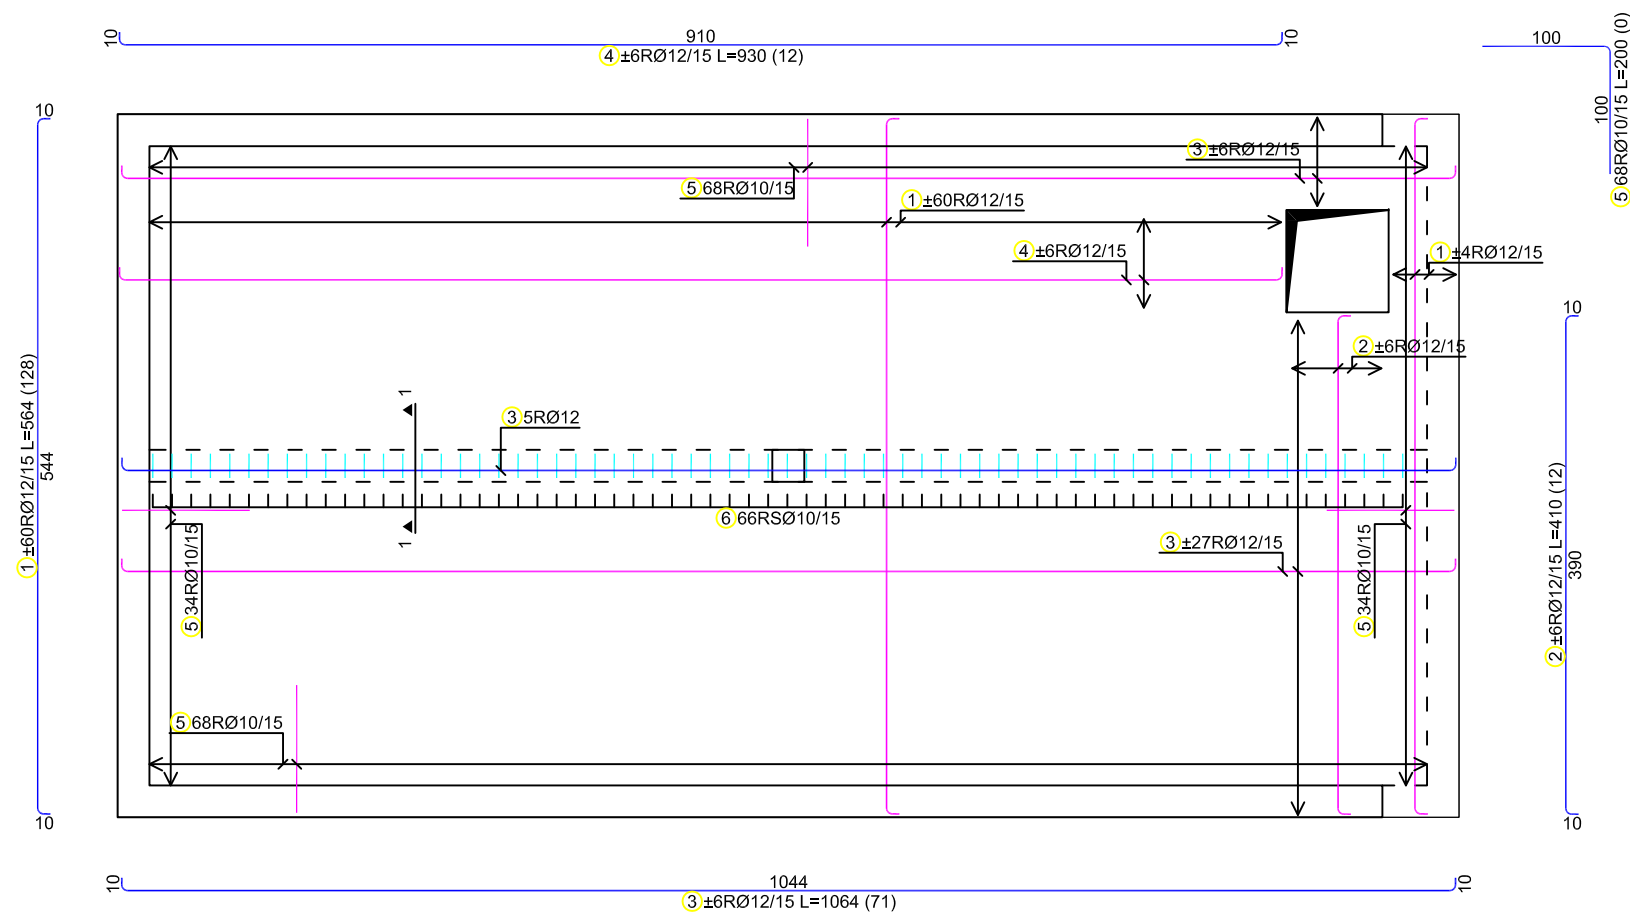 10
910
10
④ ±6RØ12/15 L=930 (12)
100
100
⑤ 68RØ10/15 L=200 (0)
10
③ ±6RØ12/15
⑤ 68RØ10/15
① ±60RØ12/15
④ ±6RØ12/15
① ±4RØ12/15
10
② ±6RØ12/15
① ±60RØ12/15 L=564 (128)
544
1
③ 5RØ12
⑥ 66RSØ10/15
1
③ ±27RØ12/15
⑤ 34RØ10/15
⑤ 34RØ10/15
② ±6RØ12/15 L=410 (12)
390
⑤ 68RØ10/15
10
10
10
1044
10
③ ±6RØ12/15 L=1064 (71)